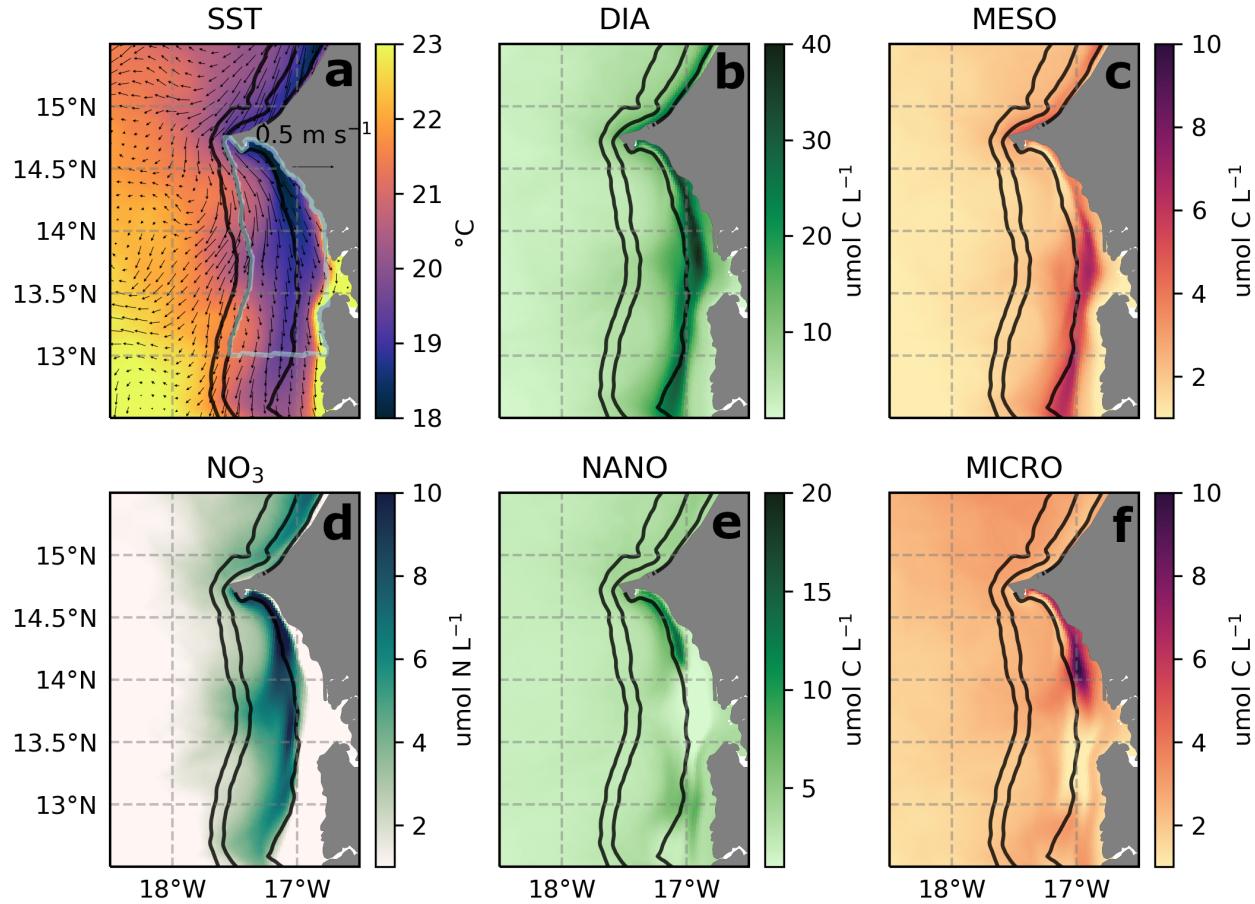 SST
DIA
MESO
a
b
c
0.5 m s⁻¹
15°N
14.5°N
14°N
13.5°N
13°N
23
22
21
20
19
18
°C
40
30
20
10
umol C L⁻¹
10
8
6
4
2
umol C L⁻¹
NO₃
NANO
MICRO
d
e
f
15°N
14.5°N
14°N
13.5°N
13°N
18°W
17°W
10
8
6
4
2
umol N L⁻¹
18°W
17°W
20
15
10
5
umol C L⁻¹
18°W
17°W
10
8
6
4
2
umol C L⁻¹